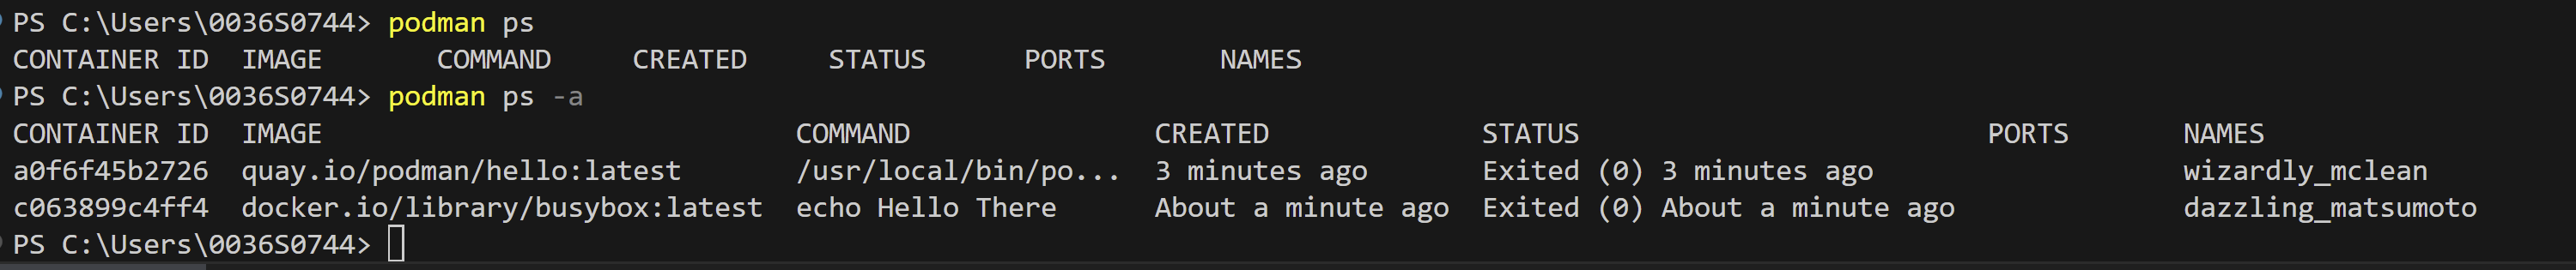 PS C:\Users\0036S0744> podman ps
CONTAINER ID  IMAGE       COMMAND     CREATED     STATUS      PORTS       NAMES
PS C:\Users\0036S0744> podman ps -a
CONTAINER ID  IMAGE                             COMMAND               CREATED             STATUS                         PORTS       NAMES
a0f6f45b2726  quay.io/podman/hello:latest       /usr/local/bin/po...  3 minutes ago       Exited (0) 3 minutes ago                   wizardly_mclean
c063899c4ff4  docker.io/library/busybox:latest  echo Hello There      About a minute ago  Exited (0) About a minute ago              dazzling_matsumoto
PS C:\Users\0036S0744>